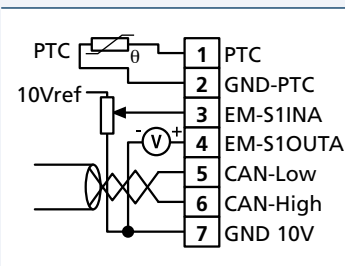 PTC θ 1 PTC
2 GND-PTC
10Vref 3 EM-S1INA
- V + 4 EM-S1OUTA
5 CAN-Low
6 CAN-High
7 GND 10V